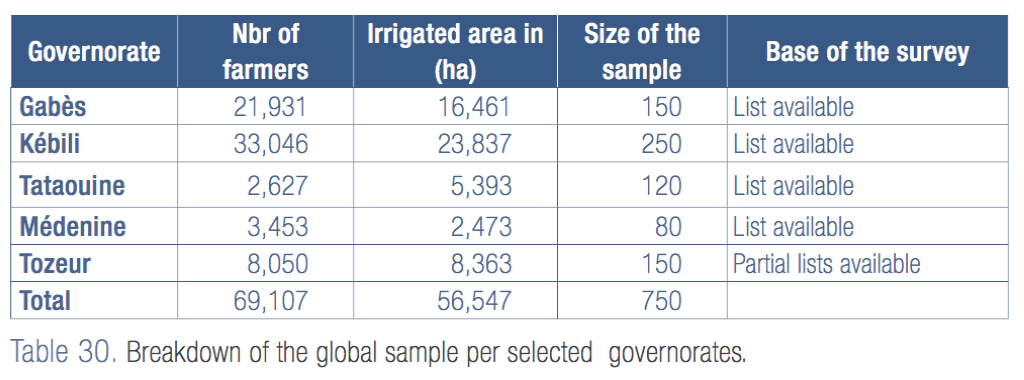 Governorate Nbr of farmers Irrigated area in (ha) Size of the sample Base of the survey
Gabès 21,931 16,461 150 List available
Kébili 33,046 23,837 250 List available
Tataouine 2,627 5,393 120 List available
Médenine 3,453 2,473 80 List available
Tozeur 8,050 8,363 150 Partial lists available
Total 69,107 56,547 750
Table 30. Breakdown of the global sample per selected governorates.